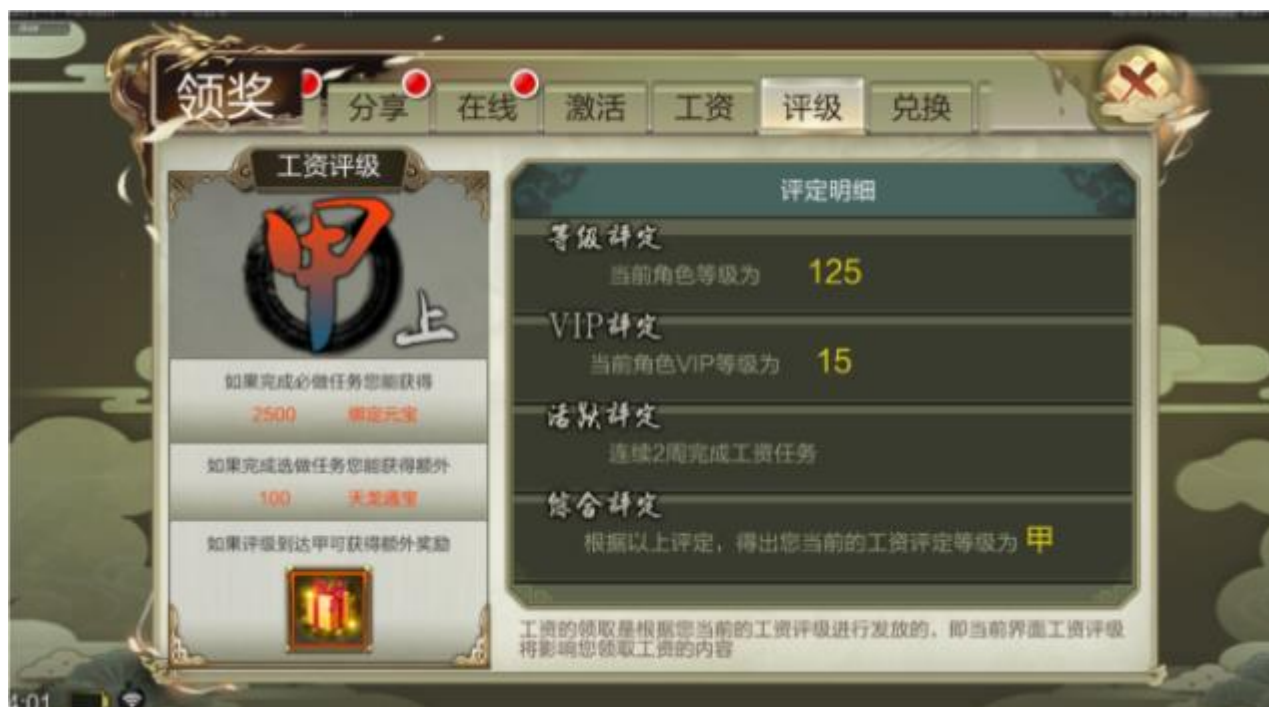 领奖
分享 在线 激活 工资 评级 兑换
工资评级
甲上
如果完成必做任务您能获得
2500 绑定元宝
如果完成选做任务您能获得额外
100 天龙通宝
如果评级到达甲可获得额外奖励
评定明细
等级评定
当前角色等级为 125
VIP评定
当前角色VIP等级为 15
活跃评定
连续2周完成工资任务
综合评定
根据以上评定，得出您当前的工资评定等级为 甲
工资的领取是根据您当前的工资评级进行发放的，即当前界面工资评级
将影响您领取工资的内容
4:01